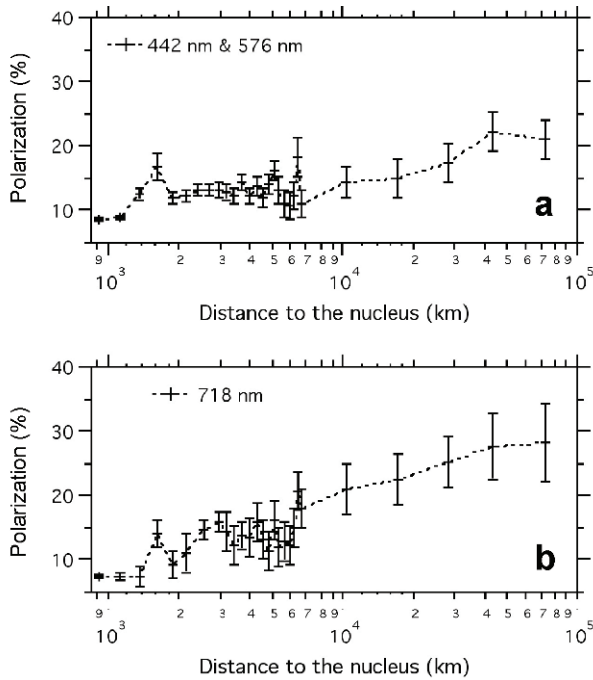 40
442 nm & 576 nm
30
20
10
Polarization (%)
a
9 2 3 4 5 6 7 8 9 2 3 4 5 6 7 8 9
10³ 10⁴ 10⁵
Distance to the nucleus (km)
40
718 nm
30
20
10
Polarization (%)
b
9 2 3 4 5 6 7 8 9 2 3 4 5 6 7 8 9
10³ 10⁴ 10⁵
Distance to the nucleus (km)